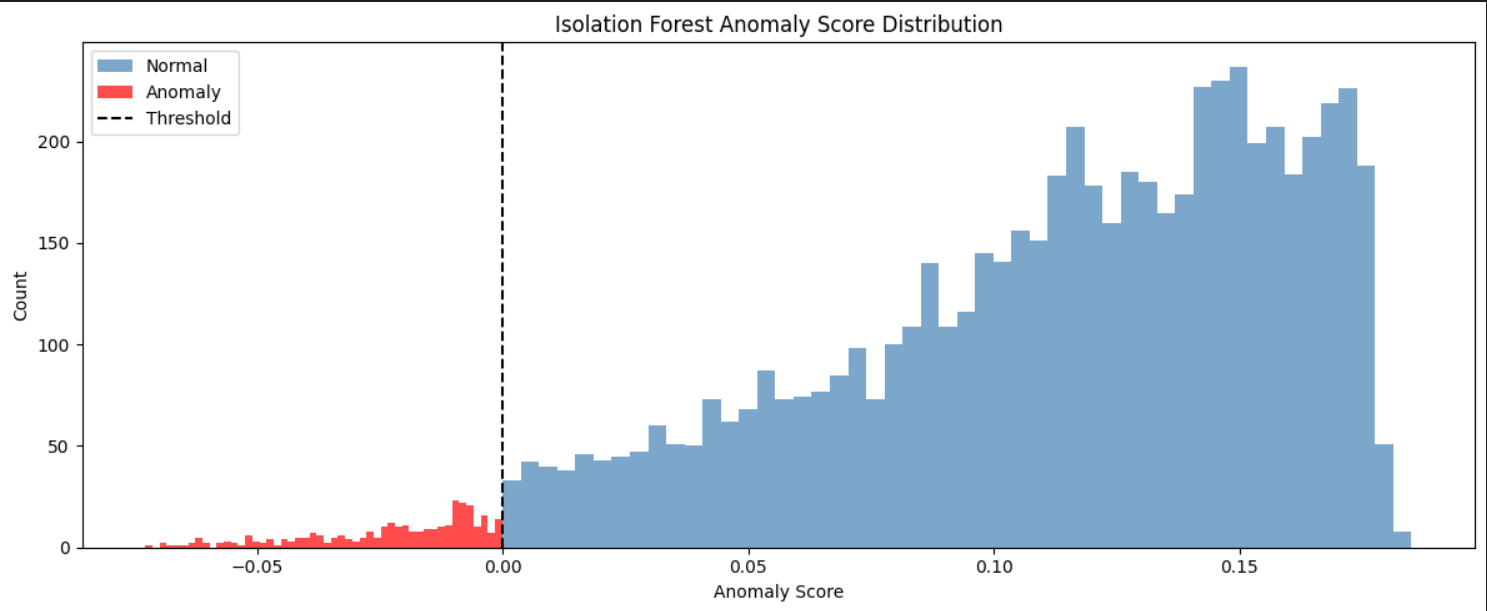 Isolation Forest Anomaly Score Distribution
Normal
Anomaly
Threshold
200
150
100
50
0
Count
−0.05
0.00
0.05
0.10
0.15
Anomaly Score